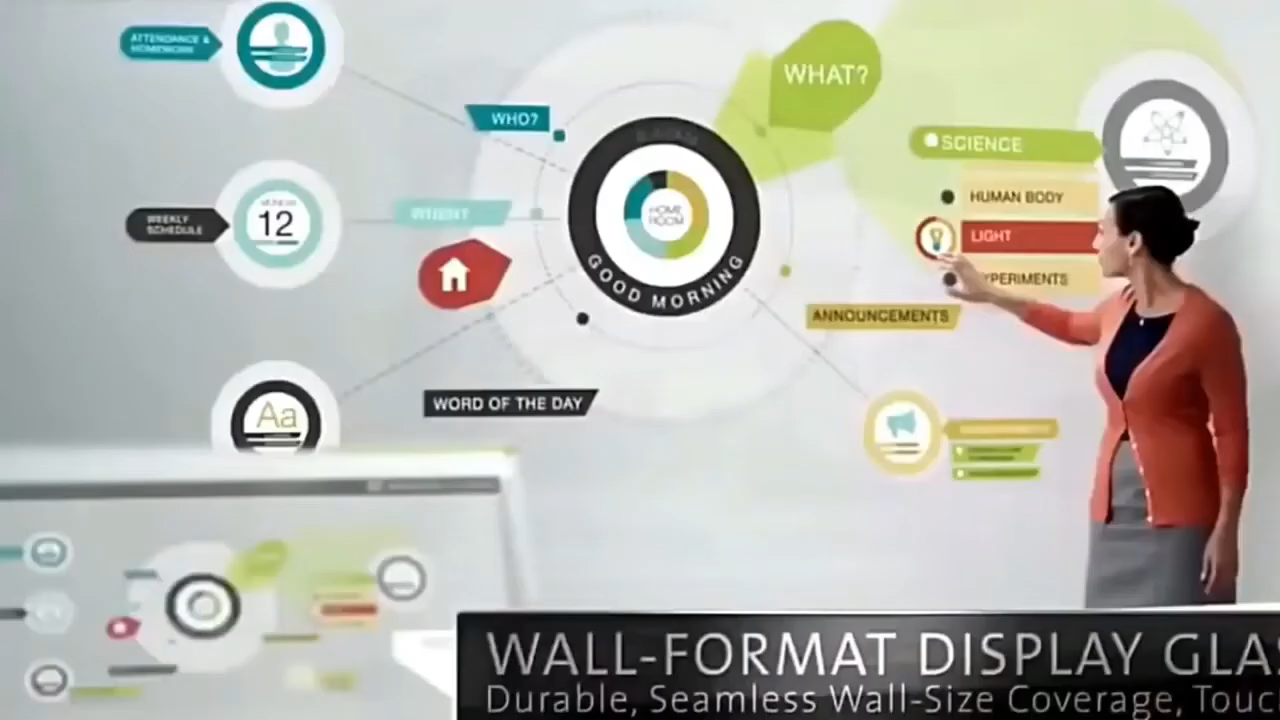 ATTENDANCE &
HOMEWORK
WHO?
WHAT?
SCIENCE
HUMAN BODY
LIGHT
EXPERIMENTS
WEEKLY
SCHEDULE
12
HOME
ROOM
GOOD MORNING
ANNOUNCEMENTS
Aa
WORD OF THE DAY
WALL-FORMAT DISPLAY GLAS
Durable, Seamless Wall-Size Coverage, Touc